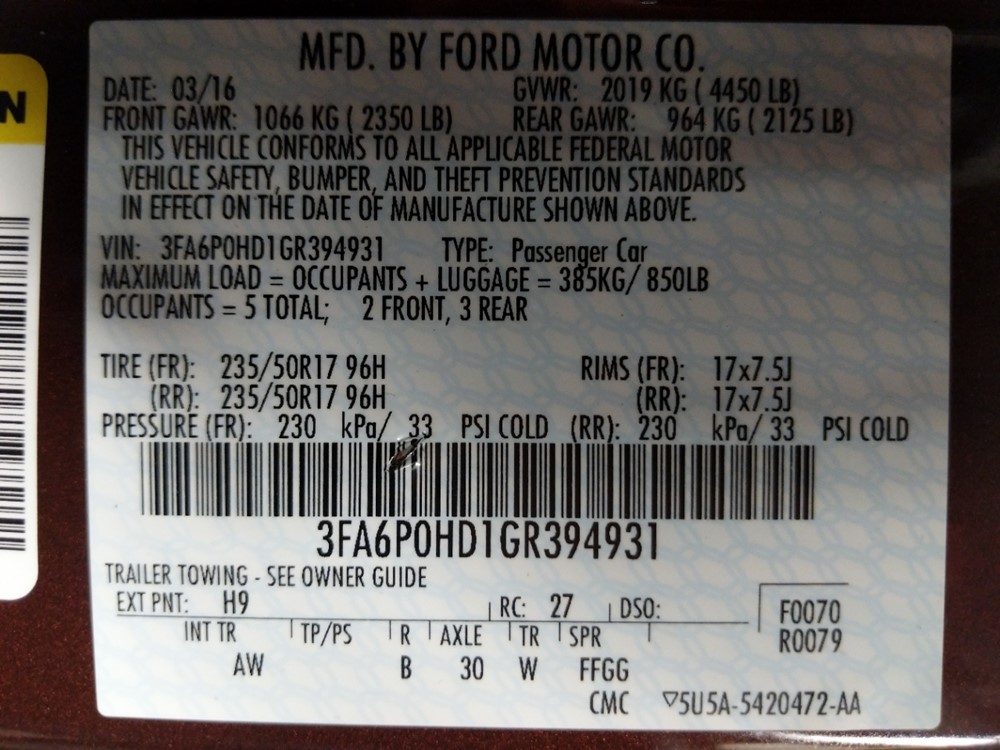 MFD. BY FORD MOTOR CO.
DATE: 03/16 GVWR: 2019 KG ( 4450 LB)
FRONT GAWR: 1066 KG ( 2350 LB) REAR GAWR: 964 KG ( 2125 LB)
THIS VEHICLE CONFORMS TO ALL APPLICABLE FEDERAL MOTOR
VEHICLE SAFETY, BUMPER, AND THEFT PREVENTION STANDARDS
IN EFFECT ON THE DATE OF MANUFACTURE SHOWN ABOVE.
VIN: 3FA6P0HD1GR394931 TYPE: Passenger Car
MAXIMUM LOAD = OCCUPANTS + LUGGAGE = 385KG/ 850LB
OCCUPANTS = 5 TOTAL; 2 FRONT, 3 REAR
TIRE (FR): 235/50R17 96H RIMS (FR): 17x7.5J
(RR): 235/50R17 96H (RR): 17x7.5J
PRESSURE (FR): 230 kPa/ 33 PSI COLD (RR): 230 kPa/ 33 PSI COLD
3FA6P0HD1GR394931
TRAILER TOWING - SEE OWNER GUIDE
EXT PNT: H9 RC: 27 DSO: F0070
INT TR TP/PS R AXLE TR SPR R0079
AW B 30 W FFGG
CMC ▽5U5A-5420472-AA
N